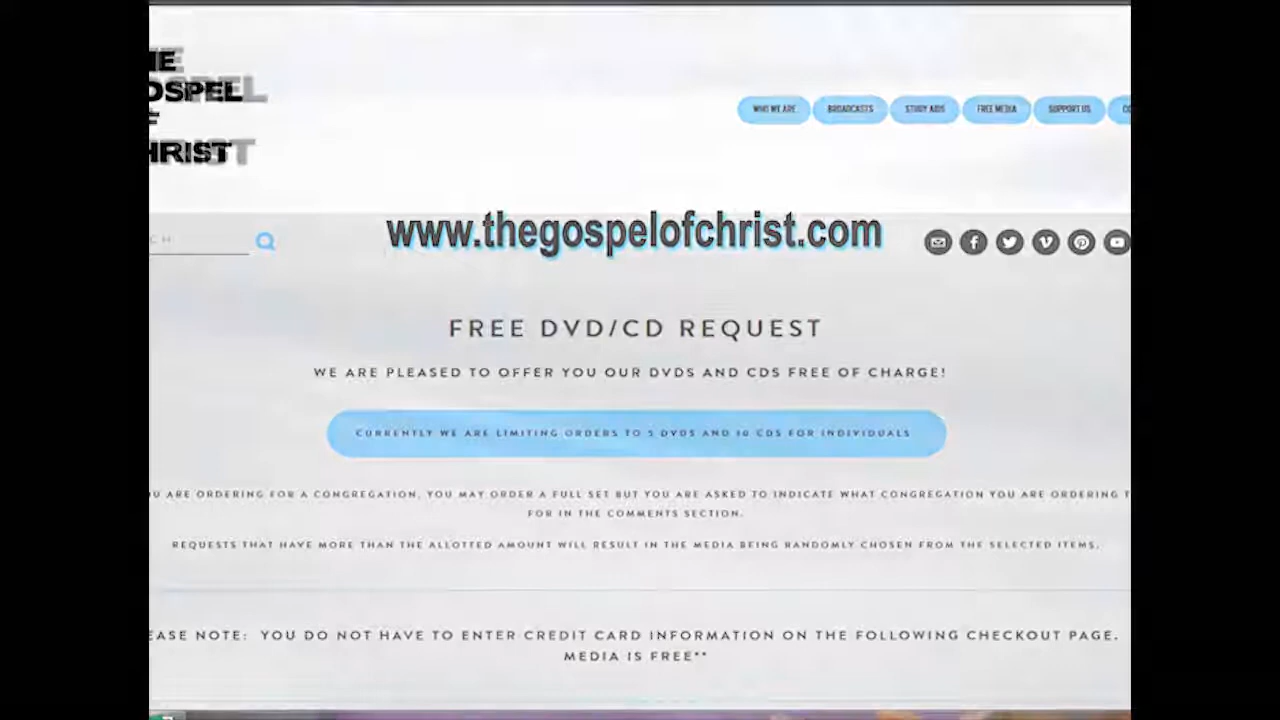 HE
OSPEL
F
HRIST
WHO WE ARE
BROADCASTS
STUDY AIDS
FREE MEDIA
SUPPORT US
CO
CH
www.thegospelofchrist.com
FREE DVD/CD REQUEST
WE ARE PLEASED TO OFFER YOU OUR DVDS AND CDS FREE OF CHARGE!
CURRENTLY WE ARE LIMITING ORDERS TO 5 DVDS AND 10 CDS FOR INDIVIDUALS
U ARE ORDERING FOR A CONGREGATION, YOU MAY ORDER A FULL SET BUT YOU ARE ASKED TO INDICATE WHAT CONGREGATION YOU ARE ORDERING T
FOR IN THE COMMENTS SECTION.
REQUESTS THAT HAVE MORE THAN THE ALLOTTED AMOUNT WILL RESULT IN THE MEDIA BEING RANDOMLY CHOSEN FROM THE SELECTED ITEMS.
EASE NOTE: YOU DO NOT HAVE TO ENTER CREDIT CARD INFORMATION ON THE FOLLOWING CHECKOUT PAGE.
MEDIA IS FREE**